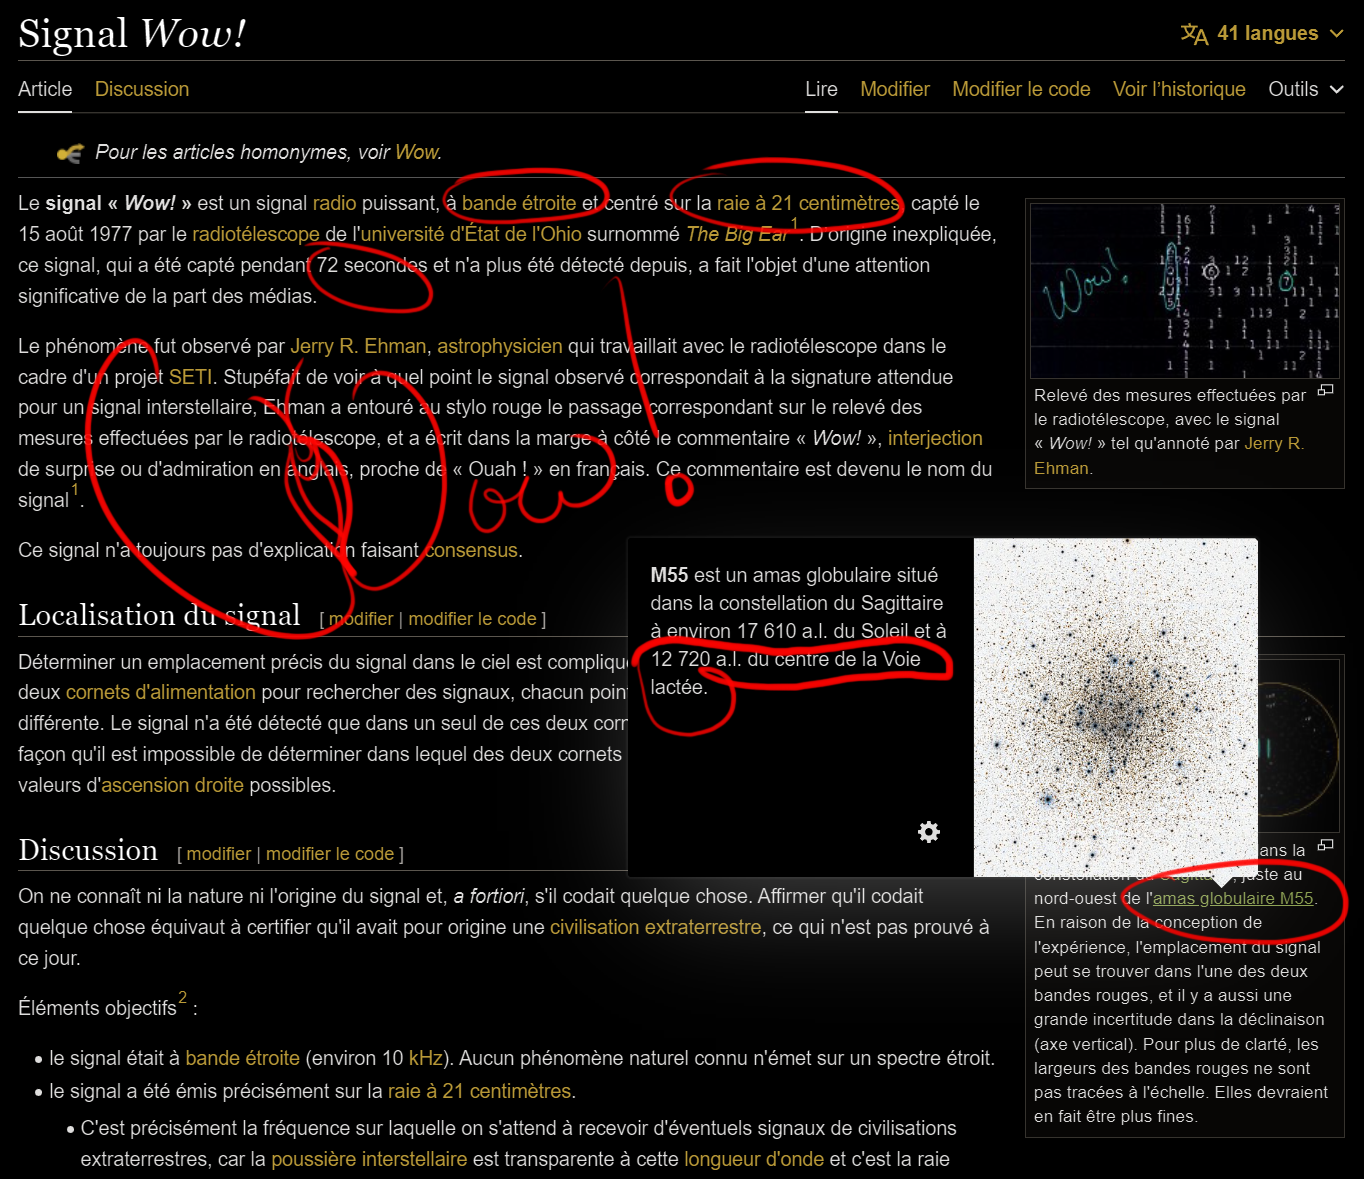 Signal Wow!
41 langues
Article Discussion Lire Modifier Modifier le code Voir l'historique Outils
Pour les articles homonymes, voir Wow.
Le signal « Wow! » est un signal radio puissant, à bande étroite et centré sur la raie à 21 centimètres, capté le
15 août 1977 par le radiotélescope de l'université d'État de l'Ohio surnommé The Big Ear1. D'origine inexpliquée,
ce signal, qui a été capté pendant 72 secondes et n'a plus été détecté depuis, a fait l'objet d'une attention
significative de la part des médias.
Le phénomène fut observé par Jerry R. Ehman, astrophysicien qui travaillait avec le radiotélescope dans le
cadre d'un projet SETI. Stupéfait de voir à quel point le signal observé correspondait à la signature attendue
pour un signal interstellaire, Ehman a entouré au stylo rouge le passage correspondant sur le relevé des
mesures effectuées par le radiotélescope, et a écrit dans la marge à côté le commentaire « Wow! », interjection
de surprise ou d'admiration en anglais, proche de « Ouah ! » en français. Ce commentaire est devenu le nom du
signal1.
Ce signal n'a toujours pas d'explication faisant consensus.
Wow!
Wow!
Relevé des mesures effectuées par
le radiotélescope, avec le signal
« Wow! » tel qu'annoté par Jerry R.
Ehman.
Localisation du signal [ modifier | modifier le code ]
Déterminer un emplacement précis du signal dans le ciel est
deux cornets d'alimentation pour rechercher des signaux, chacun
différente. Le signal n'a été détecté que dans un seul de ces deux
façon qu'il est impossible de déterminer dans lequel des deux cornets
valeurs d'ascension droite possibles.
M55 est un amas globulaire situé
dans la constellation du Sagittaire
à environ 17 610 a.l. du Soleil et à
12 720 a.l. du centre de la Voie
lactée.
Discussion [ modifier | modifier le code ]
On ne connaît ni la nature ni l'origine du signal et, a fortiori, s'il codait quelque chose. Affirmer qu'il codait
quelque chose équivaut à certifier qu'il avait pour origine une civilisation extraterrestre, ce qui n'est pas prouvé à
ce jour.
Éléments objectifs2 :
• le signal était à bande étroite (environ 10 kHz). Aucun phénomène naturel connu n'émet sur un spectre étroit.
• le signal a été émis précisément sur la raie à 21 centimètres.
• C'est précisément la fréquence sur laquelle on s'attend à recevoir d'éventuels signaux de civilisations
extraterrestres, car la poussière interstellaire est transparente à cette longueur d'onde et c'est la raie
la
juste au
nord-ouest de l'amas globulaire M55.
En raison de la conception de
l'expérience, l'emplacement du signal
peut se trouver dans l'une des deux
bandes rouges, et il y a aussi une
grande incertitude dans la déclinaison
(axe vertical). Pour plus de clarté, les
largeurs des bandes rouges ne sont
pas tracées à l'échelle. Elles devraient
en fait être plus fines.